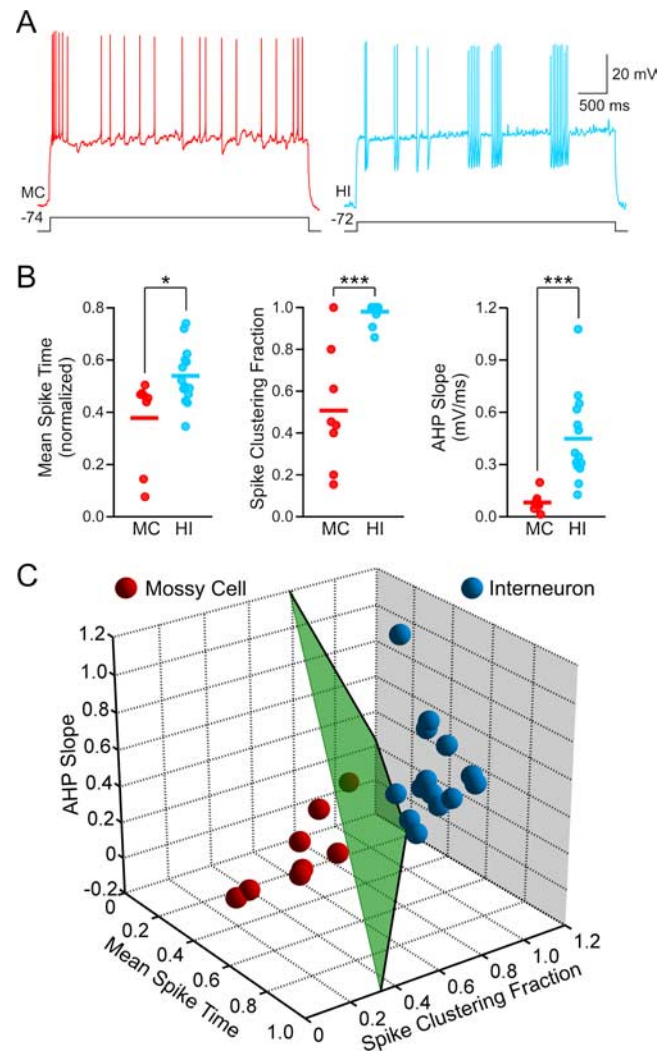 A
20 mV
500 ms
MC
-74
HI
-72
B
*
***
***
Mean Spike Time
(normalized)
0.8
0.6
0.4
0.2
0.0
MC HI
Spike Clustering Fraction
1.0
0.8
0.6
0.4
0.2
0.0
MC HI
AHP Slope
(mV/ms)
1.2
0.9
0.6
0.3
0.0
MC HI
C
Mossy Cell
Interneuron
AHP Slope
1.2
1.0
0.8
0.6
0.4
0.2
0
-0.2
Mean Spike Time
0
0.2
0.4
0.6
0.8
1.0
Spike Clustering Fraction
0
0.2
0.4
0.6
0.8
1.0
1.2